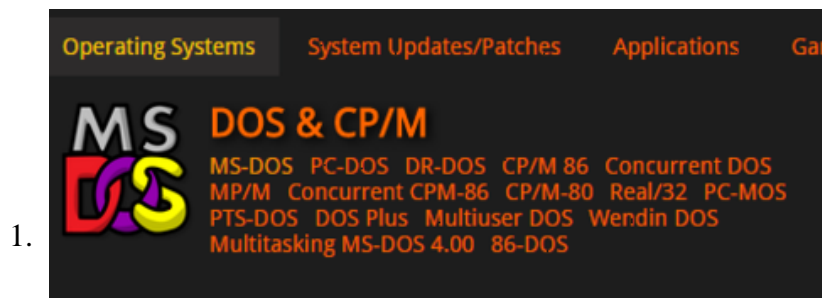 Operating Systems System Updates/Patches Applications
MS
DOS
DOS & CP/M
MS-DOS PC-DOS DR-DOS CP/M 86 Concurrent DOS
MP/M Concurrent CPM-86 CP/M-80 Real/32 PC-MOS
PTS-DOS DOS Plus Multiuser DOS Wendin DOS
Multitasking MS-DOS 4.00 86-DOS
1.